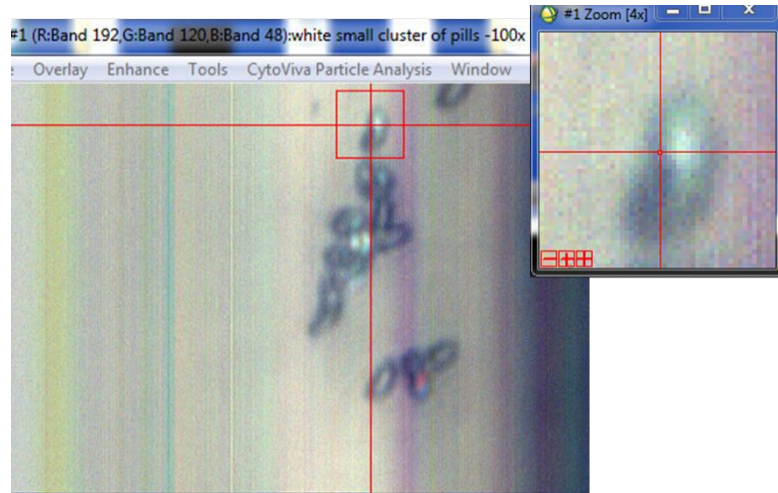 #1 (R:Band 192,G:Band 120,B:Band 48):white small cluster of pills -100x
Overlay Enhance Tools CytoViva Particle Analysis Window
#1 Zoom [4x]